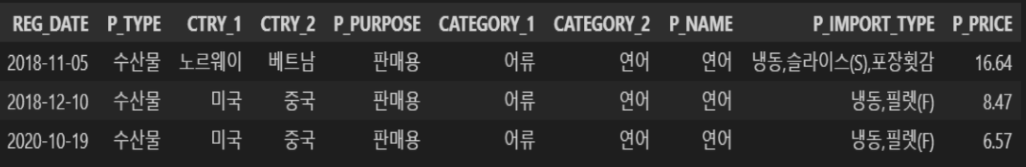 REG_DATE P_TYPE CTRY_1 CTRY_2 P_PURPOSE CATEGORY_1 CATEGORY_2 P_NAME P_IMPORT_TYPE P_PRICE
2018-11-05 수산물 노르웨이 베트남 판매용 어류 연어 연어 냉동,슬라이스(S),포장횟감 16.64
2018-12-10 수산물 미국 중국 판매용 어류 연어 연어 냉동,필렛(F) 8.47
2020-10-19 수산물 미국 중국 판매용 어류 연어 연어 냉동,필렛(F) 6.57